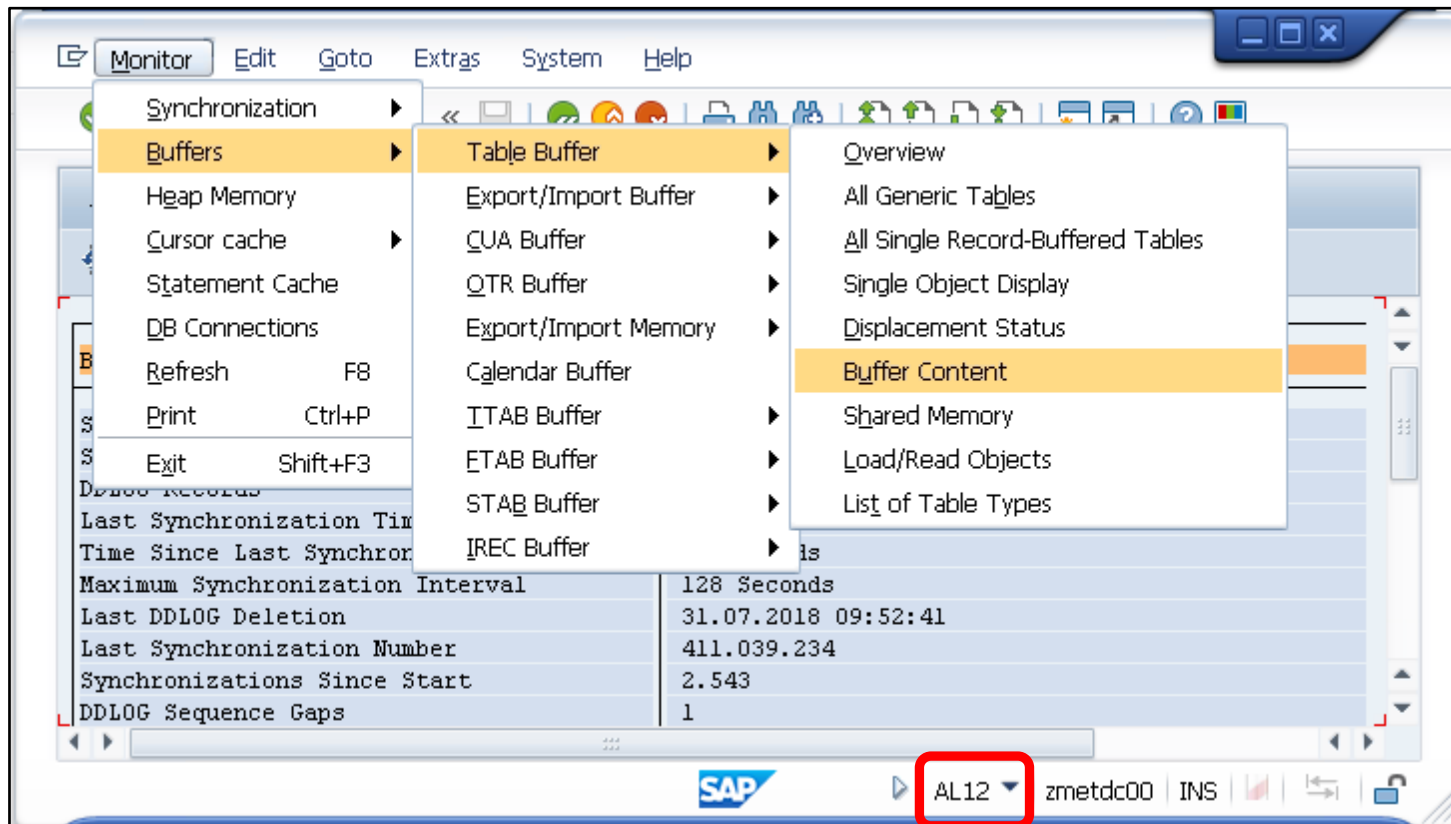 Monitor Edit Goto Extras System Help
Synchronization
Buffers
Heap Memory
Cursor cache
Statement Cache
DB Connections
Refresh F8
Print Ctrl+P
Exit Shift+F3
Table Buffer
Export/Import Buffer
CUA Buffer
OTR Buffer
Export/Import Memory
Calendar Buffer
TTAB Buffer
FTAB Buffer
STAB Buffer
IREC Buffer
Overview
All Generic Tables
All Single Record-Buffered Tables
Single Object Display
Displacement Status
Buffer Content
Shared Memory
Load/Read Objects
List of Table Types
DDLOG Records
Last Synchronization Tim
Time Since Last Synchron ds
Maximum Synchronization Interval 128 Seconds
Last DDLOG Deletion 31.07.2018 09:52:41
Last Synchronization Number 411.039.234
Synchronizations Since Start 2.543
DDLOG Sequence Gaps 1
SAP AL12 zmetdc00 INS